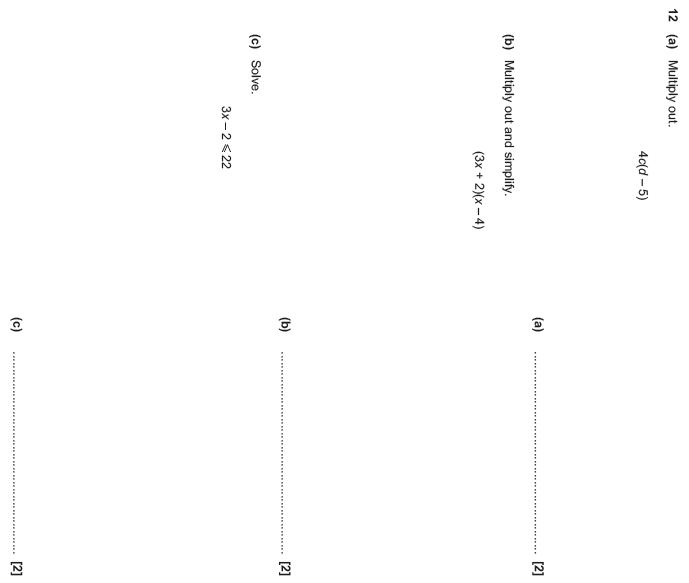 12 (a) Multiply out.
4c(d – 5)
(a) ........................................................ [2]
(b) Multiply out and simplify.
(3x + 2)(x – 4)
(b) ........................................................ [2]
(c) Solve.
3x – 2 ⩽ 22
(c) ........................................................ [2]